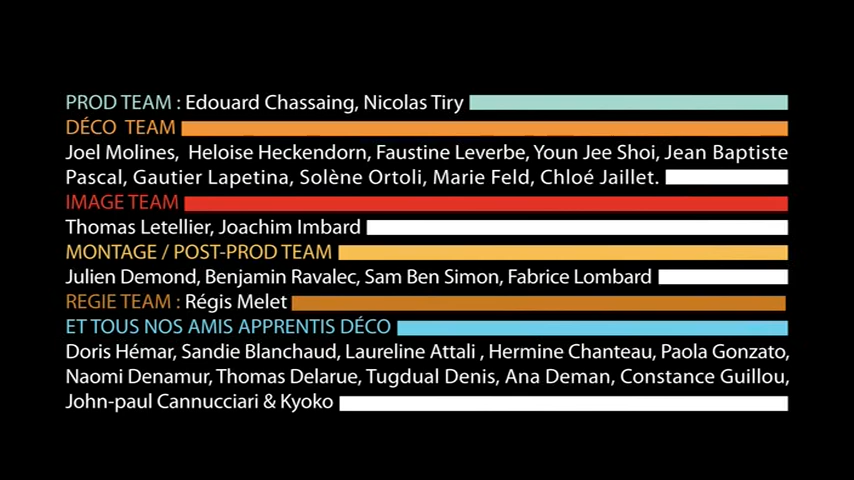 PROD TEAM : Edouard Chassaing, Nicolas Tiry
DÉCO TEAM
Joel Molines, Heloise Heckendorn, Faustine Leverbe, Youn Jee Shoi, Jean Baptiste
Pascal, Gautier Lapetina, Solène Ortoli, Marie Feld, Chloé Jaillet.
IMAGE TEAM
Thomas Letellier, Joachim Imbard
MONTAGE / POST-PROD TEAM
Julien Demond, Benjamin Ravalec, Sam Ben Simon, Fabrice Lombard
REGIE TEAM : Régis Melet
ET TOUS NOS AMIS APPRENTIS DÉCO
Doris Hémar, Sandie Blanchaud, Laureline Attali , Hermine Chanteau, Paola Gonzato,
Naomi Denamur, Thomas Delarue, Tugdual Denis, Ana Deman, Constance Guillou,
John-paul Cannucciari & Kyoko